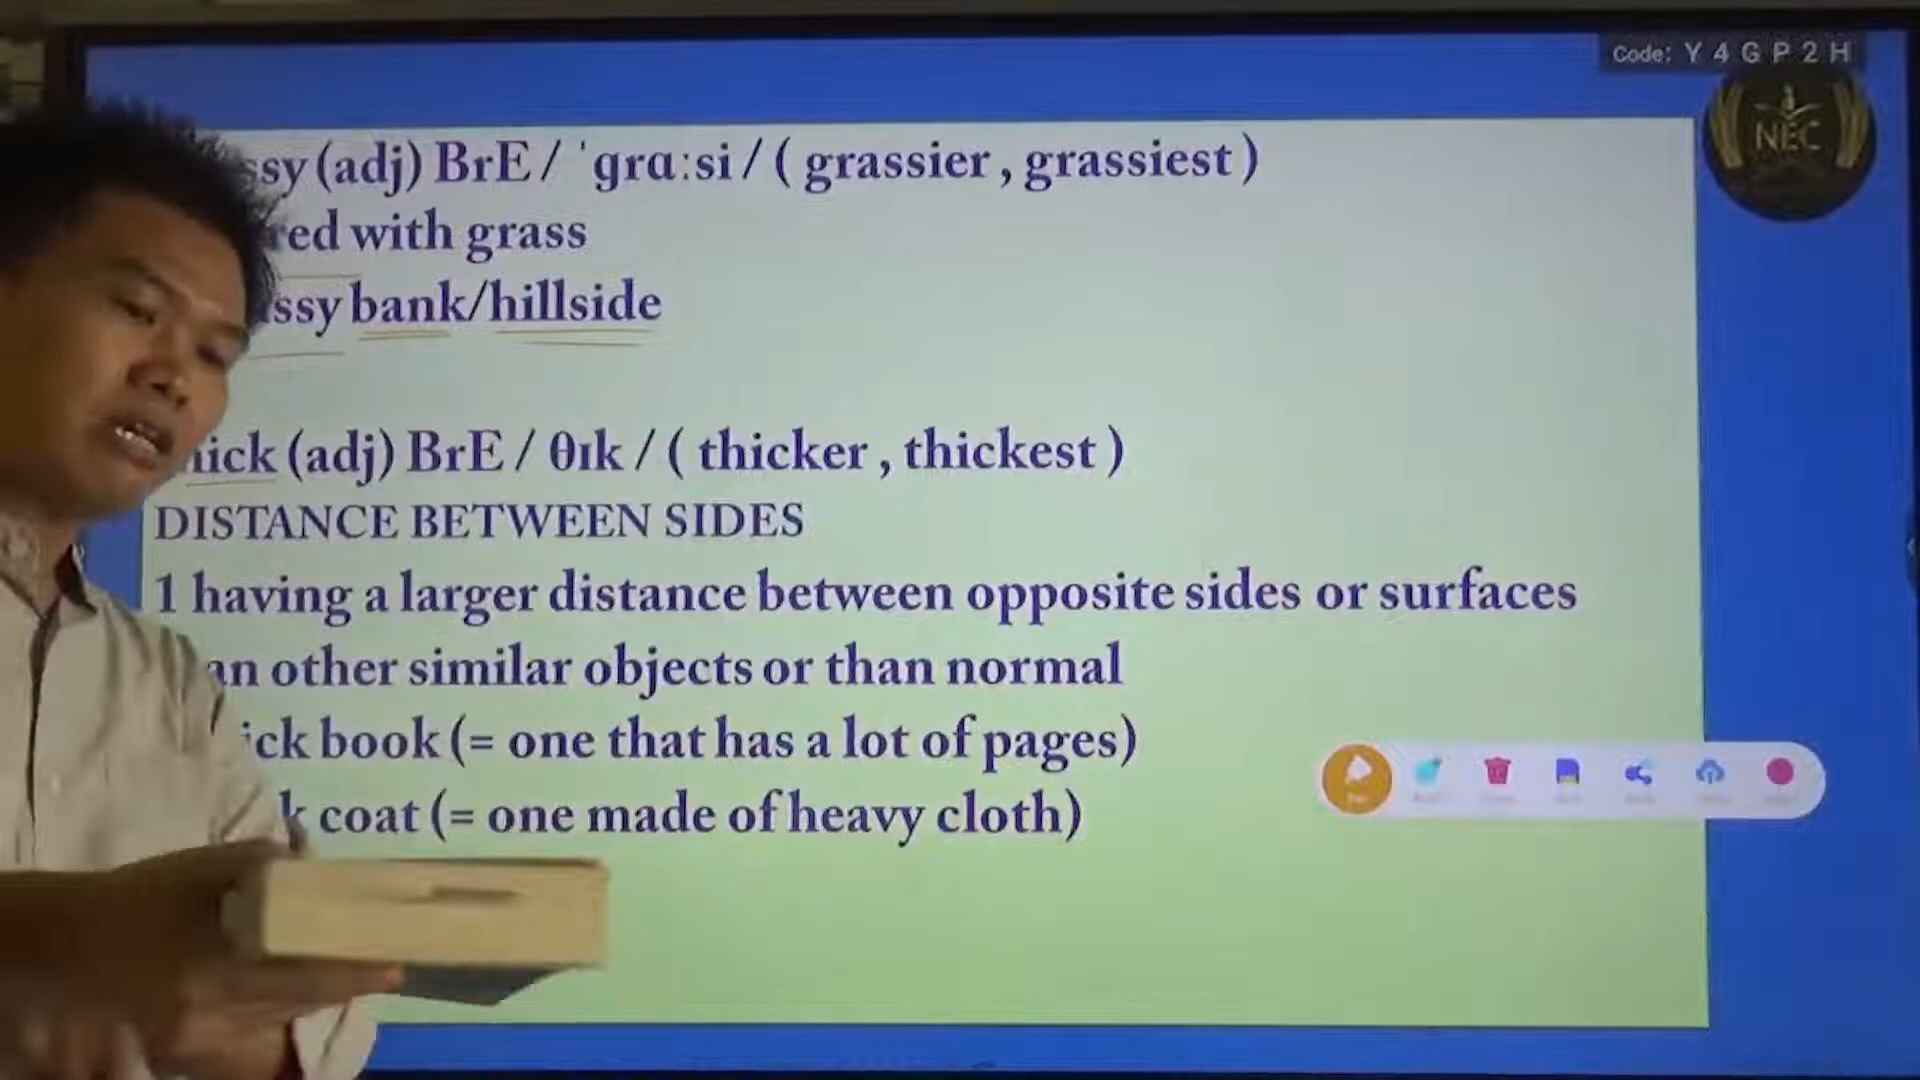 Code: Y 4 G P 2 H
NEC
ssy (adj) BrE / ˈɡrɑːsi / ( grassier , grassiest )
red with grass
ssy bank/hillside
ick (adj) BrE / θɪk / ( thicker , thickest )
DISTANCE BETWEEN SIDES
1 having a larger distance between opposite sides or surfaces
an other similar objects or than normal
ick book (= one that has a lot of pages)
k coat (= one made of heavy cloth)